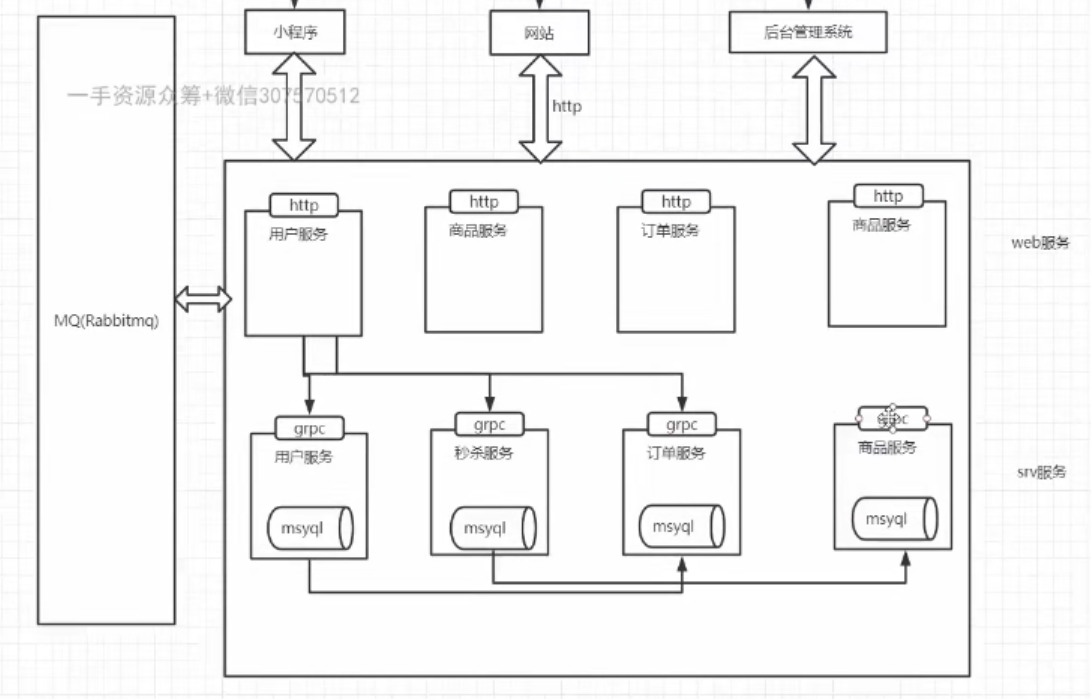 小程序
网站
后台管理系统
一手资源众筹+微信307570512
http
http
http
http
http
用户服务
商品服务
订单服务
商品服务
web服务
MQ(Rabbitmq)
grpc
grpc
grpc
grpc
用户服务
秒杀服务
订单服务
商品服务
srv服务
msyql
msyql
msyql
msyql